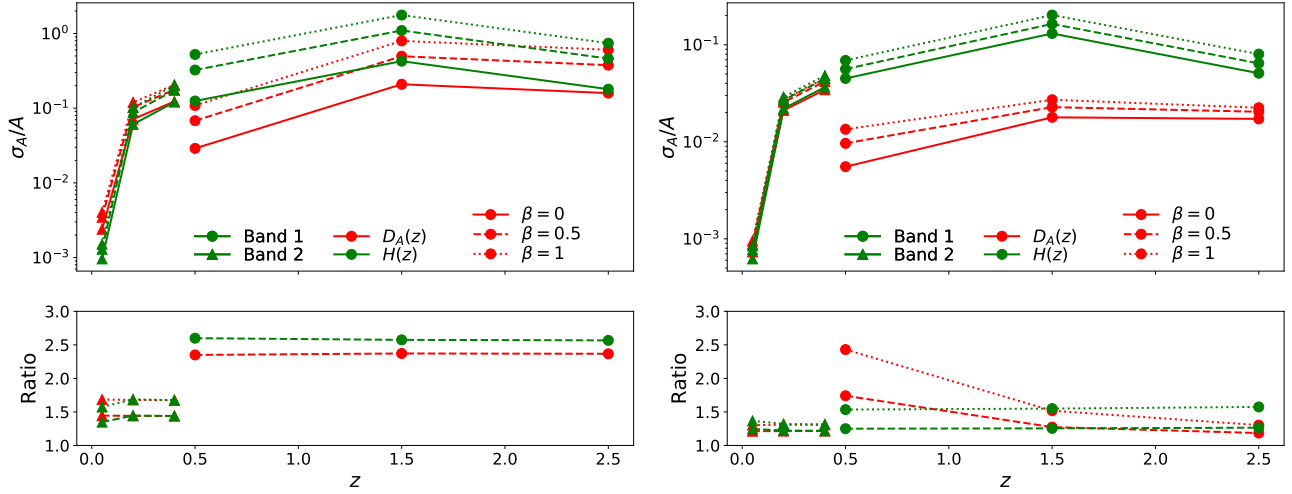 σ_A/A
10⁰
10⁻¹
10⁻²
10⁻³
Band 1
Band 2
D_A(z)
H(z)
β = 0
β = 0.5
β = 1
Ratio
3.0
2.5
2.0
1.5
1.0
0.0 0.5 1.0 1.5 2.0 2.5
z
σ_A/A
10⁻¹
10⁻²
10⁻³
Band 1
Band 2
D_A(z)
H(z)
β = 0
β = 0.5
β = 1
Ratio
3.0
2.5
2.0
1.5
1.0
0.0 0.5 1.0 1.5 2.0 2.5
z